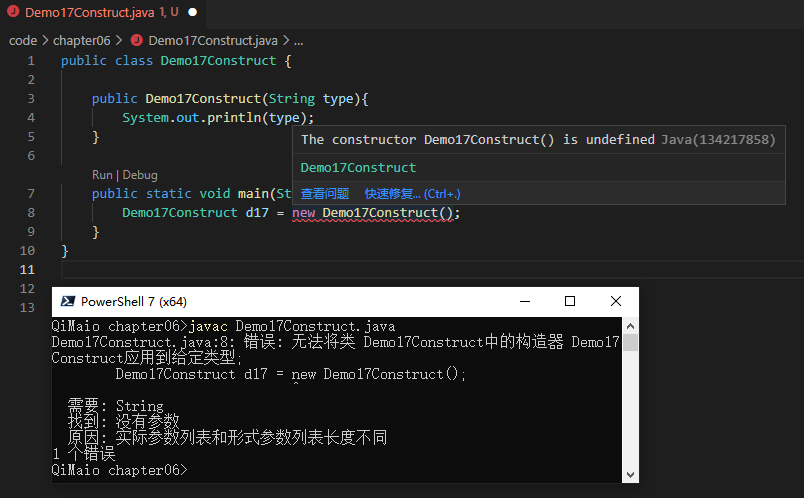 Demo17Construct.java 1, U
code > chapter06 > Demo17Construct.java > ...
1 public class Demo17Construct {
2
3 public Demo17Construct(String type){
4 System.out.println(type);
5 }
6
The constructor Demo17Construct() is undefined Java(134217858)
Demo17Construct
查看问题 快速修复... (Ctrl+.)
Run | Debug
7 public static void main(St
8 Demo17Construct d17 = new Demo17Construct();
9 }
10 }
11
12
13
PowerShell 7 (x64)
QiMaio chapter06>javac Demo17Construct.java
Demo17Construct.java:8: 错误: 无法将类 Demo17Construct中的构造器 Demo17
Construct应用到给定类型;
Demo17Construct d17 = new Demo17Construct();
^
需要: String
找到: 没有参数
原因: 实际参数列表和形式参数列表长度不同
1 个错误
QiMaio chapter06>